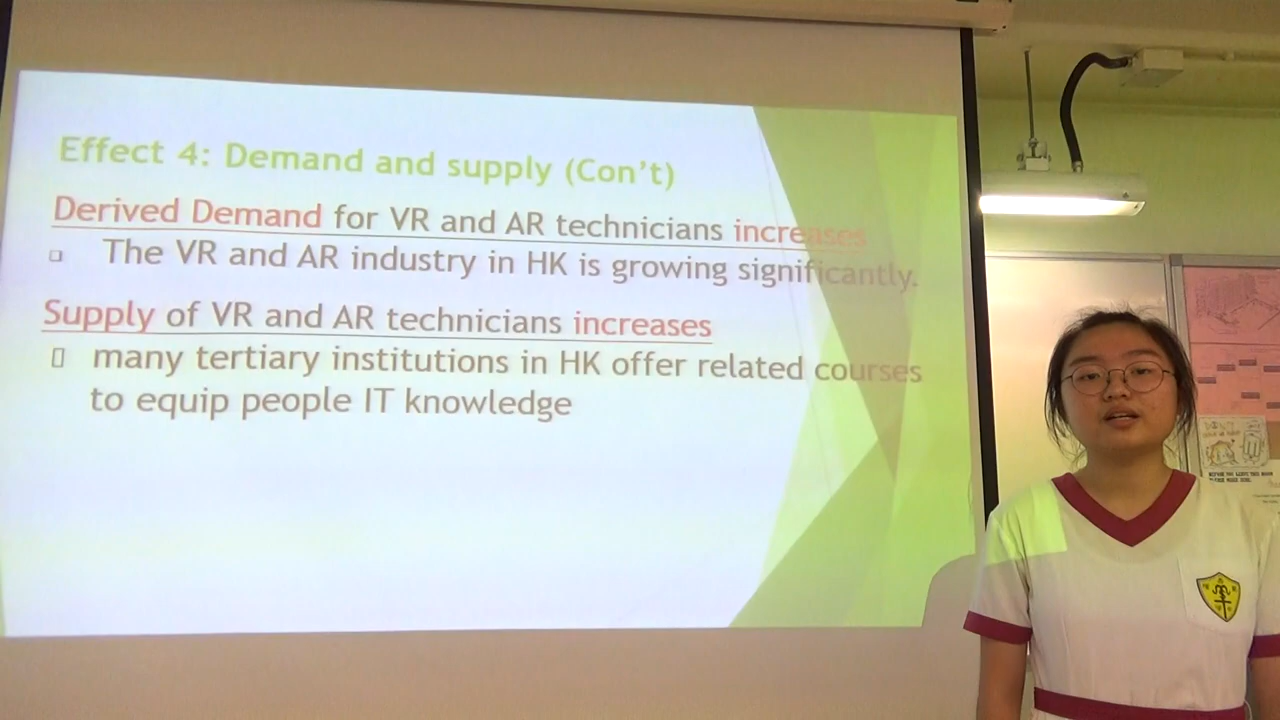 Effect 4: Demand and supply (Con't)
Derived Demand for VR and AR technicians increases
The VR and AR industry in HK is growing significantly.
Supply of VR and AR technicians increases
many tertiary institutions in HK offer related courses
to equip people IT knowledge